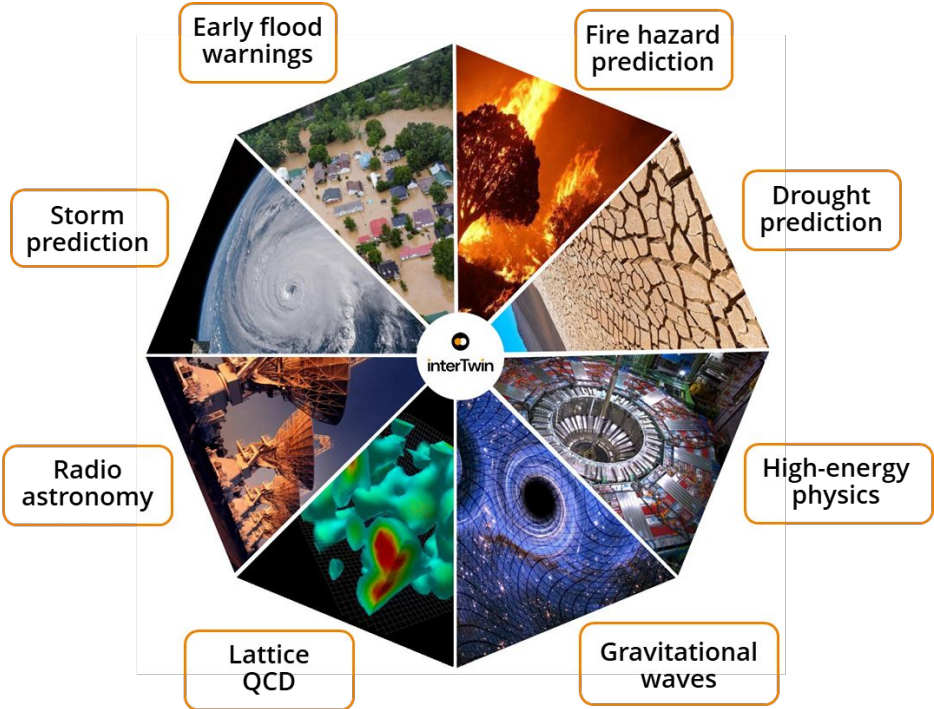 Early flood
warnings
Fire hazard
prediction
Storm
prediction
Drought
prediction
interTwin
Radio
astronomy
High-energy
physics
Lattice
QCD
Gravitational
waves